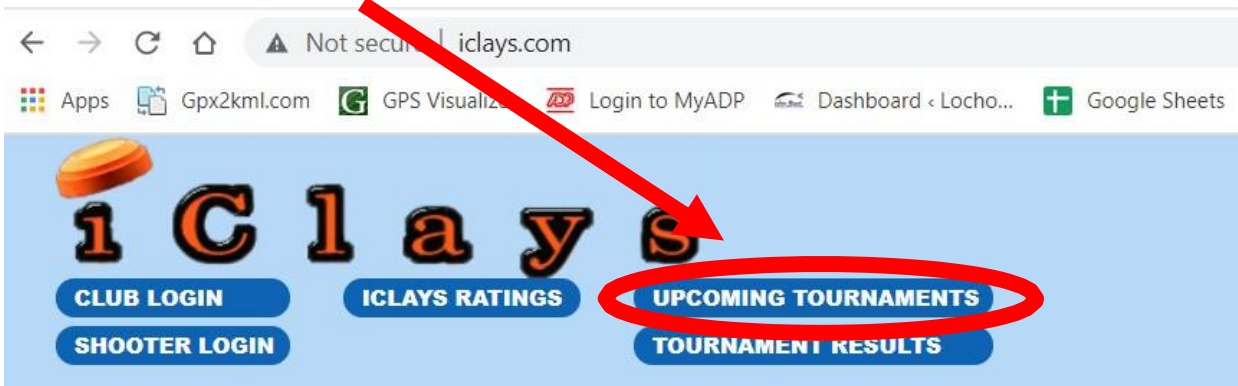 Not secure | iclays.com
Apps Gpx2kml.com GPS Visualiz Login to MyADP Dashboard ‹ Locho... Google Sheets
iClays
CLUB LOGIN ICLAYS RATINGS UPCOMING TOURNAMENTS
SHOOTER LOGIN TOURNAMENT RESULTS